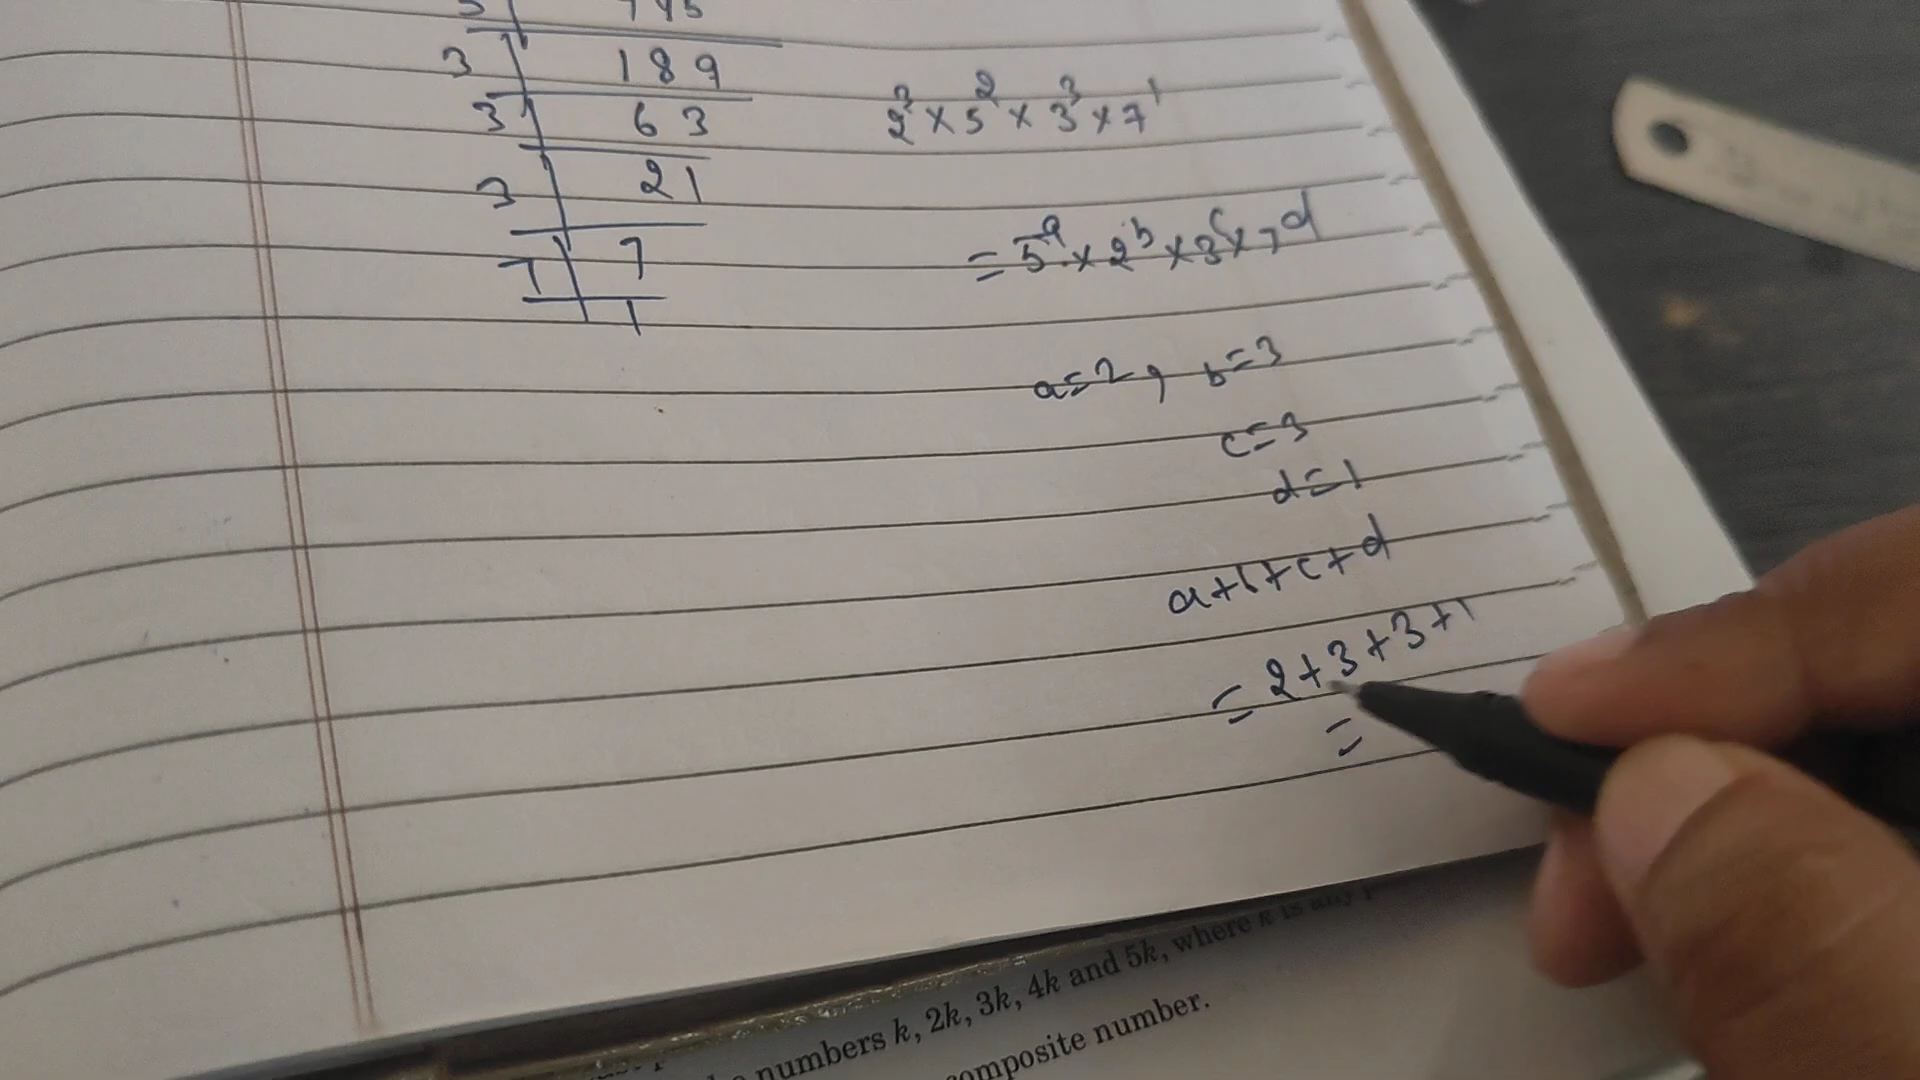 3 189
3 63
3 21
7 7
1
2³ × 5² × 3³ × 7¹
= 5ᵃ × 2ᵇ × 3ᶜ × 7ᵈ
a=2, b=3
c=3
d=1
a+b+c+d
= 2+3+3+1
=
numbers k, 2k, 3k, 4k and 5k, where k is any
composite number.